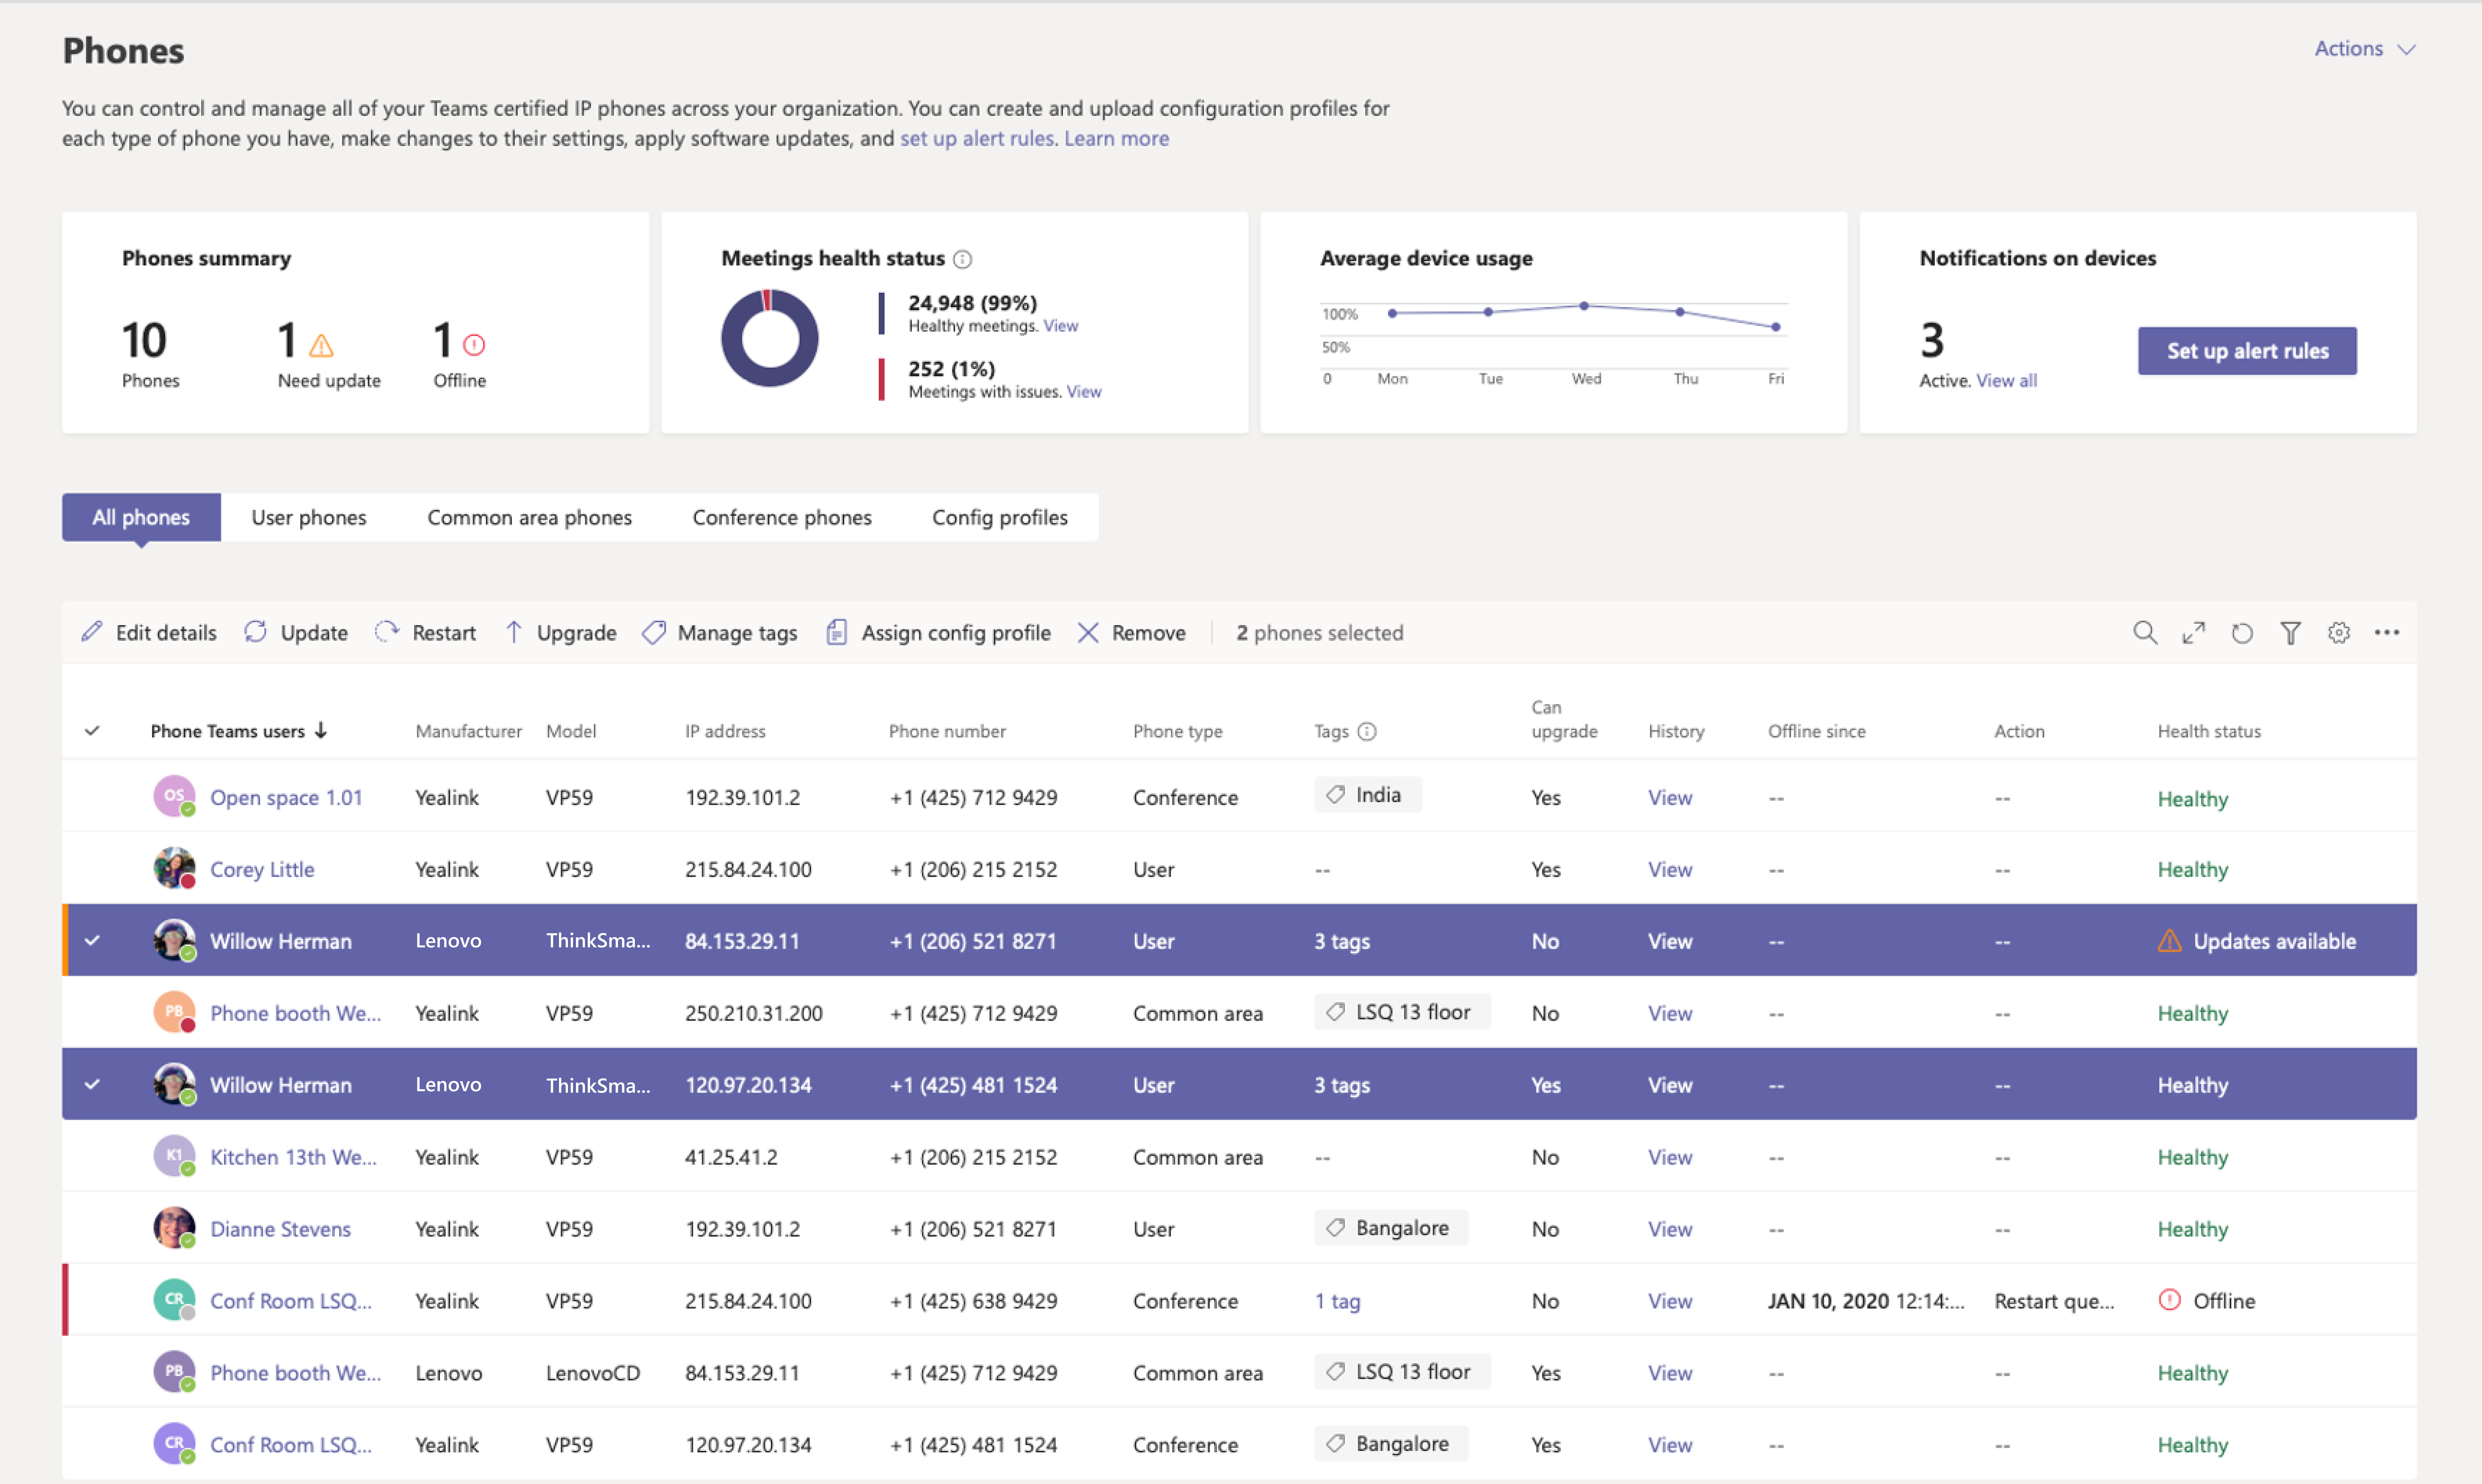 Phones
Actions
You can control and manage all of your Teams certified IP phones across your organization. You can create and upload configuration profiles for
each type of phone you have, make changes to their settings, apply software updates, and set up alert rules. Learn more
Phones summary
10
Phones
1
Need update
1
Offline
Meetings health status
24,948 (99%)
Healthy meetings. View
252 (1%)
Meetings with issues. View
Average device usage
100%
50%
0 Mon Tue Wed Thu Fri
Notifications on devices
3
Active. View all
Set up alert rules
All phones User phones Common area phones Conference phones Config profiles
Edit details Update Restart Upgrade Manage tags Assign config profile Remove 2 phones selected
Phone Teams users Manufacturer Model IP address Phone number Phone type Tags Can upgrade History Offline since Action Health status
OS Open space 1.01 Yealink VP59 192.39.101.2 +1 (425) 712 9429 Conference India Yes View -- -- Healthy
Corey Little Yealink VP59 215.84.24.100 +1 (206) 215 2152 User -- Yes View -- -- Healthy
Willow Herman Lenovo ThinkSma... 84.153.29.11 +1 (206) 521 8271 User 3 tags No View -- -- Updates available
PB Phone booth We... Yealink VP59 250.210.31.200 +1 (425) 712 9429 Common area LSQ 13 floor No View -- -- Healthy
Willow Herman Lenovo ThinkSma... 120.97.20.134 +1 (425) 481 1524 User 3 tags Yes View -- -- Healthy
K1 Kitchen 13th We... Yealink VP59 41.25.41.2 +1 (206) 215 2152 Common area -- No View -- -- Healthy
Dianne Stevens Yealink VP59 192.39.101.2 +1 (206) 521 8271 User Bangalore No View -- -- Healthy
CR Conf Room LSQ... Yealink VP59 215.84.24.100 +1 (425) 638 9429 Conference 1 tag No View JAN 10, 2020 12:14:... Restart que... Offline
PB Phone booth We... Lenovo LenovoCD 84.153.29.11 +1 (425) 712 9429 Common area LSQ 13 floor Yes View -- -- Healthy
CR Conf Room LSQ... Yealink VP59 120.97.20.134 +1 (425) 481 1524 Conference Bangalore Yes View -- -- Healthy